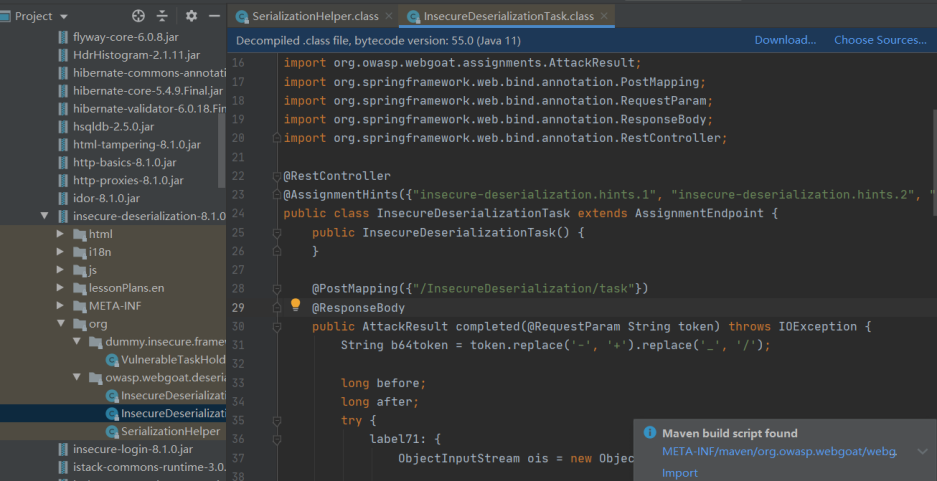 Project
flyway-core-6.0.8.jar
HdrHistogram-2.1.11.jar
hibernate-commons-annotati
hibernate-core-5.4.9.Final.jar
hibernate-validator-6.0.18.Fin
hsqldb-2.5.0.jar
html-tampering-8.1.0.jar
http-basics-8.1.0.jar
http-proxies-8.1.0.jar
idor-8.1.0.jar
insecure-deserialization-8.1.0
html
i18n
js
lessonPlans.en
META-INF
org
dummy.insecure.framew
VulnerableTaskHold
owasp.webgoat.deseria
InsecureDeserializati
InsecureDeserializati
SerializationHelper
insecure-login-8.1.0.jar
istack-commons-runtime-3.0.
SerializationHelper.class
InsecureDeserializationTask.class
Decompiled .class file, bytecode version: 55.0 (Java 11) Download... Choose Sources...
16 import org.owasp.webgoat.assignments.AttackResult;
17 import org.springframework.web.bind.annotation.PostMapping;
18 import org.springframework.web.bind.annotation.RequestParam;
19 import org.springframework.web.bind.annotation.ResponseBody;
20 import org.springframework.web.bind.annotation.RestController;
21
22 @RestController
23 @AssignmentHints({"insecure-deserialization.hints.1", "insecure-deserialization.hints.2", "
24 public class InsecureDeserializationTask extends AssignmentEndpoint {
25 public InsecureDeserializationTask() {
26 }
27
28 @PostMapping({"/InsecureDeserialization/task"})
29 @ResponseBody
30 public AttackResult completed(@RequestParam String token) throws IOException {
31 String b64token = token.replace('-', '+').replace('_', '/');
32
33 long before;
34 long after;
35 try {
36 label71: {
37 ObjectInputStream ois = new Objec
38
Maven build script found
META-INF/maven/org.owasp.webgoat/webg.
Import